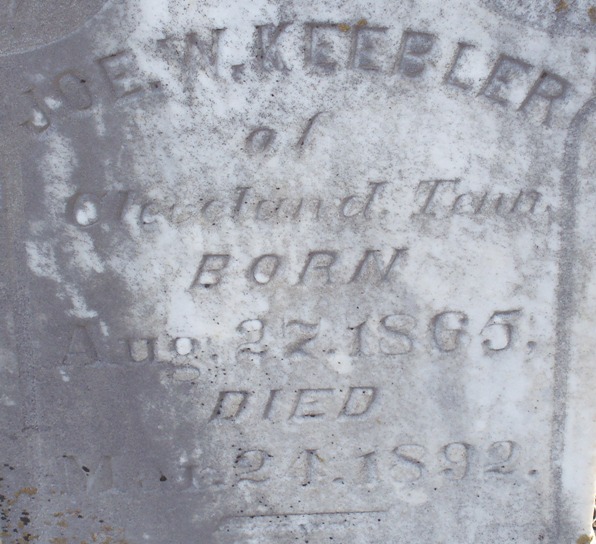 JOE. W. KEEBLER
of
Cleveland, Tenn.
BORN
Aug. 27. 1865,
DIED
24. 1892.